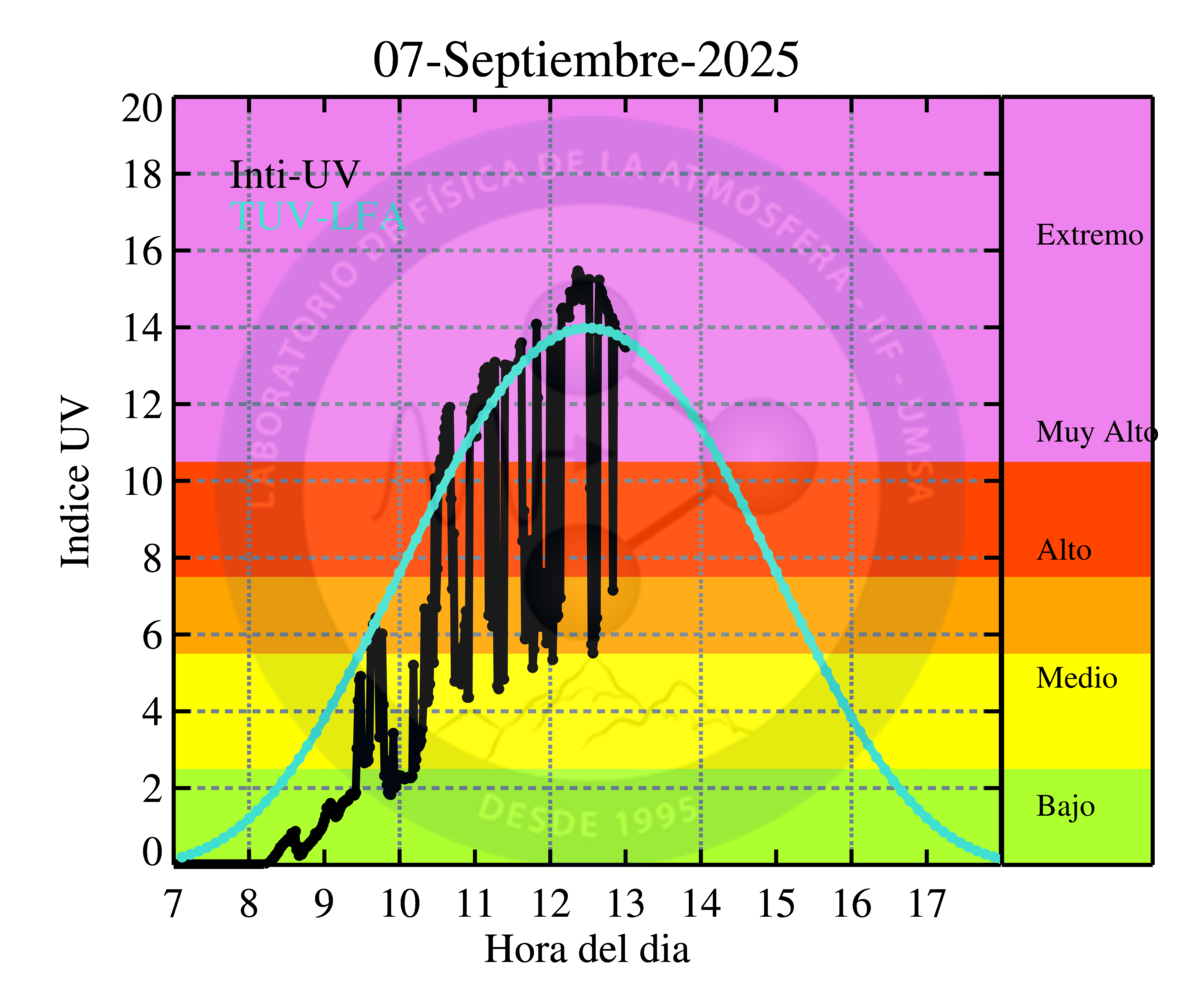 07-Septiembre-2025
Inti-UV
TUV-LFA
LABORATORIO DE FÍSICA DE LA ATMÓSFERA - IIF - UMSA
DESDE 1995
Indice UV
20
18
16
14
12
10
8
6
4
2
0
Extremo
Muy Alto
Alto
Medio
Bajo
7 8 9 10 11 12 13 14 15 16 17
Hora del dia